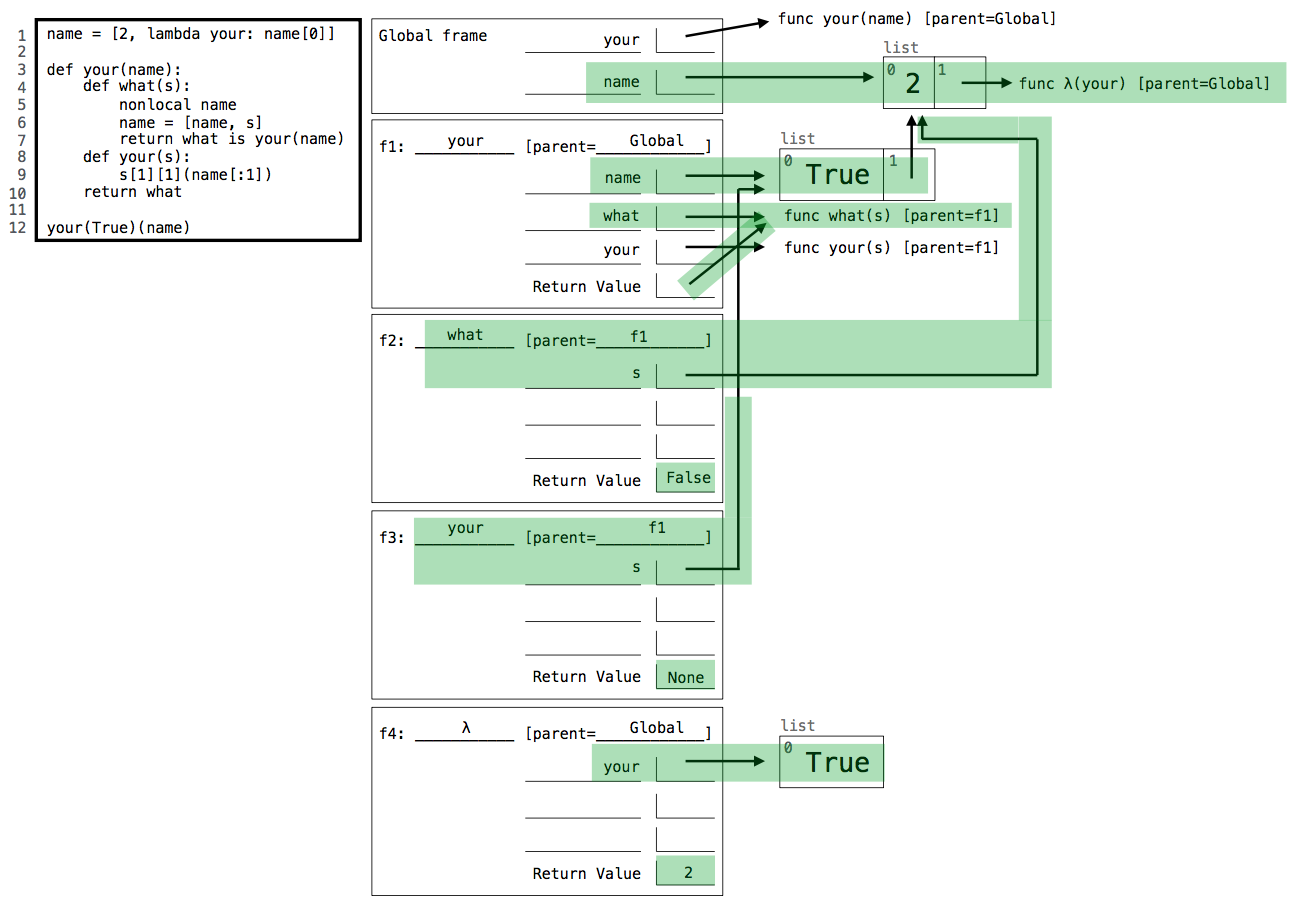 1 name = [2, lambda your: name[0]]
2
3 def your(name):
4     def what(s):
5         nonlocal name
6         name = [name, s]
7         return what is your(name)
8     def your(s):
9         s[1][1](name[:1])
10     return what
11
12 your(True)(name)
Global frame
your
func your(name) [parent=Global]
name
list
0 2 1
func λ(your) [parent=Global]
f1: your [parent=Global]
name
list
0 True 1
what
func what(s) [parent=f1]
your
func your(s) [parent=f1]
Return Value
f2: what [parent=f1]
s
Return Value False
f3: your [parent=f1]
s
Return Value None
f4: λ [parent=Global]
your
list
0 True
Return Value 2